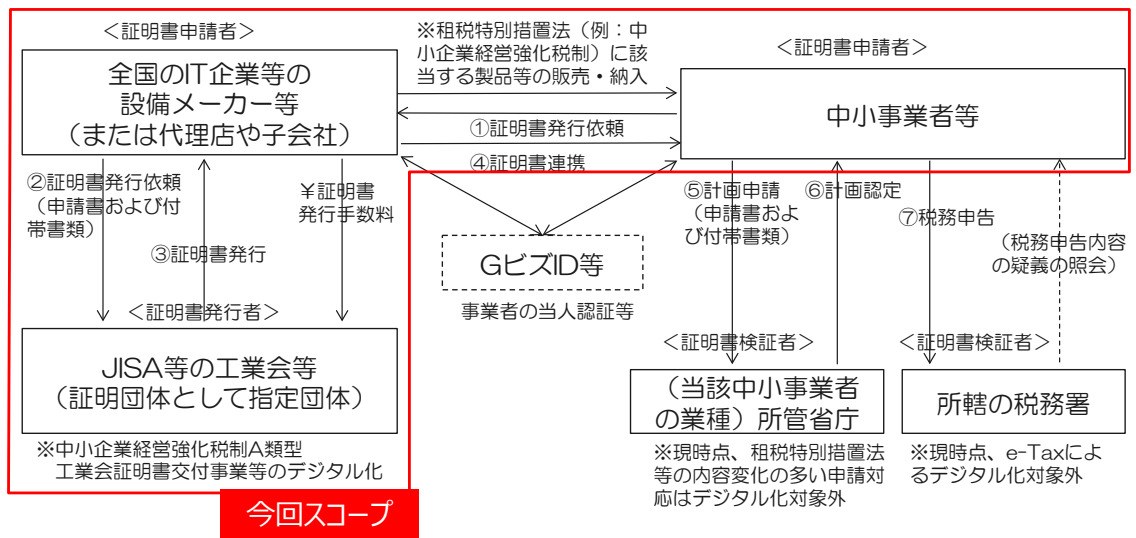 ＜証明書申請者＞
全国のIT企業等の
設備メーカー等
（または代理店や子会社）
※租税特別措置法（例：中
小企業経営強化税制）に該
当する製品等の販売・納入
＜証明書申請者＞
中小事業者等
①証明書発行依頼
④証明書連携
②証明書発行依頼
（申請書および付
帯書類）
③証明書発行
￥証明書
発行手数料
GビズID等
事業者の当人認証等
⑤計画申請
（申請書およ
び付帯書類）
⑥計画認定
⑦税務申告
（税務申告内容
の疑義の照会）
＜証明書発行者＞
JISA等の工業会等
（証明団体として指定団体）
※中小企業経営強化税制A類型
工業会証明書交付事業等のデジタル化
＜証明書検証者＞
（当該中小事業者
の業種）所管省庁
※現時点、租税特別措置法
等の内容変化の多い申請対
応はデジタル化対象外
＜証明書検証者＞
所轄の税務署
※現時点、e-Taxによ
るデジタル化対象外
今回スコープ